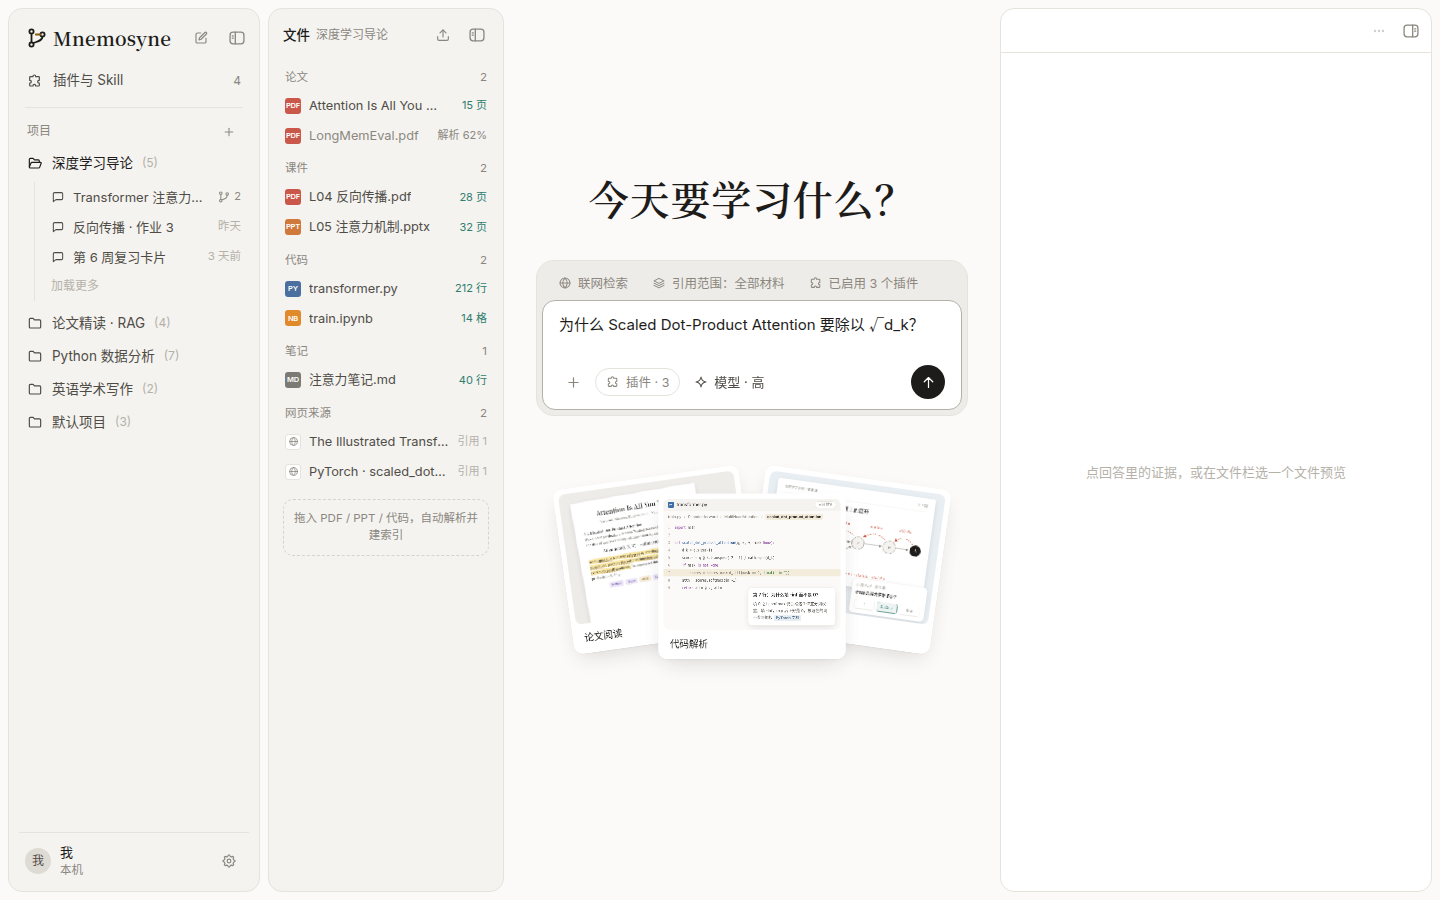 Mnemosyne
插件与 Skill 4
项目
深度学习导论 (5)
Transformer 注意力... 2
反向传播 · 作业 3 昨天
第 6 周复习卡片 3 天前
加载更多
论文精读 · RAG (4)
Python 数据分析 (7)
英语学术写作 (2)
默认项目 (3)
我 我
本机
文件 深度学习导论
论文 2
PDF Attention Is All You ... 15 页
PDF LongMemEval.pdf 解析 62%
课件 2
PDF L04 反向传播.pdf 28 页
PPT L05 注意力机制.pptx 32 页
代码 2
PY transformer.py 212 行
NB train.ipynb 14 格
笔记 1
MD 注意力笔记.md 40 行
网页来源 2
The Illustrated Transf... 引用 1
PyTorch · scaled_dot... 引用 1
拖入 PDF / PPT / 代码，自动解析并
建索引
今天要学习什么？
联网检索 引用范围：全部材料 已启用 3 个插件
为什么 Scaled Dot-Product Attention 要除以 √d_k？
插件 · 3 模型 · 高
论文阅读
transformer.py
代码解析
点回答里的证据，或在文件栏选一个文件预览